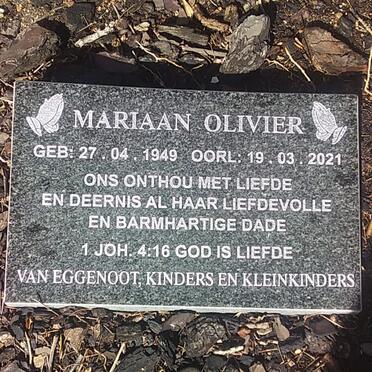 MARIAAN OLIVIER
GEB: 27 . 04 . 1949 OORL: 19 . 03 . 2021
ONS ONTHOU MET LIEFDE
EN DEERNIS AL HAAR LIEFDEVOLLE
EN BARMHARTIGE DADE
1 JOH. 4:16 GOD IS LIEFDE
VAN EGGENOOT, KINDERS EN KLEINKINDERS